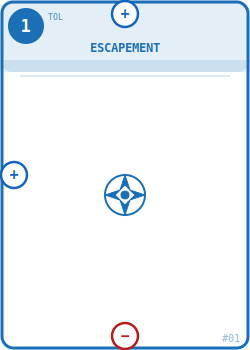 +
1 TOL
ESCAPEMENT
+
−
#01